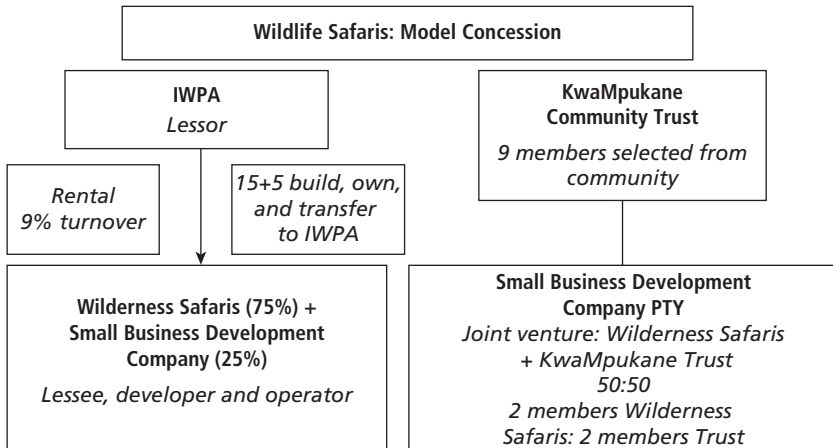 Wildlife Safaris: Model Concession
IWPA
Lessor
KwaMpukane
Community Trust
9 members selected from
community
Rental
9% turnover
15+5 build, own,
and transfer
to IWPA
Wilderness Safaris (75%) +
Small Business Development
Company (25%)
Lessee, developer and operator
Small Business Development
Company PTY
Joint venture: Wilderness Safaris
+ KwaMpukane Trust
50:50
2 members Wilderness
Safaris: 2 members Trust